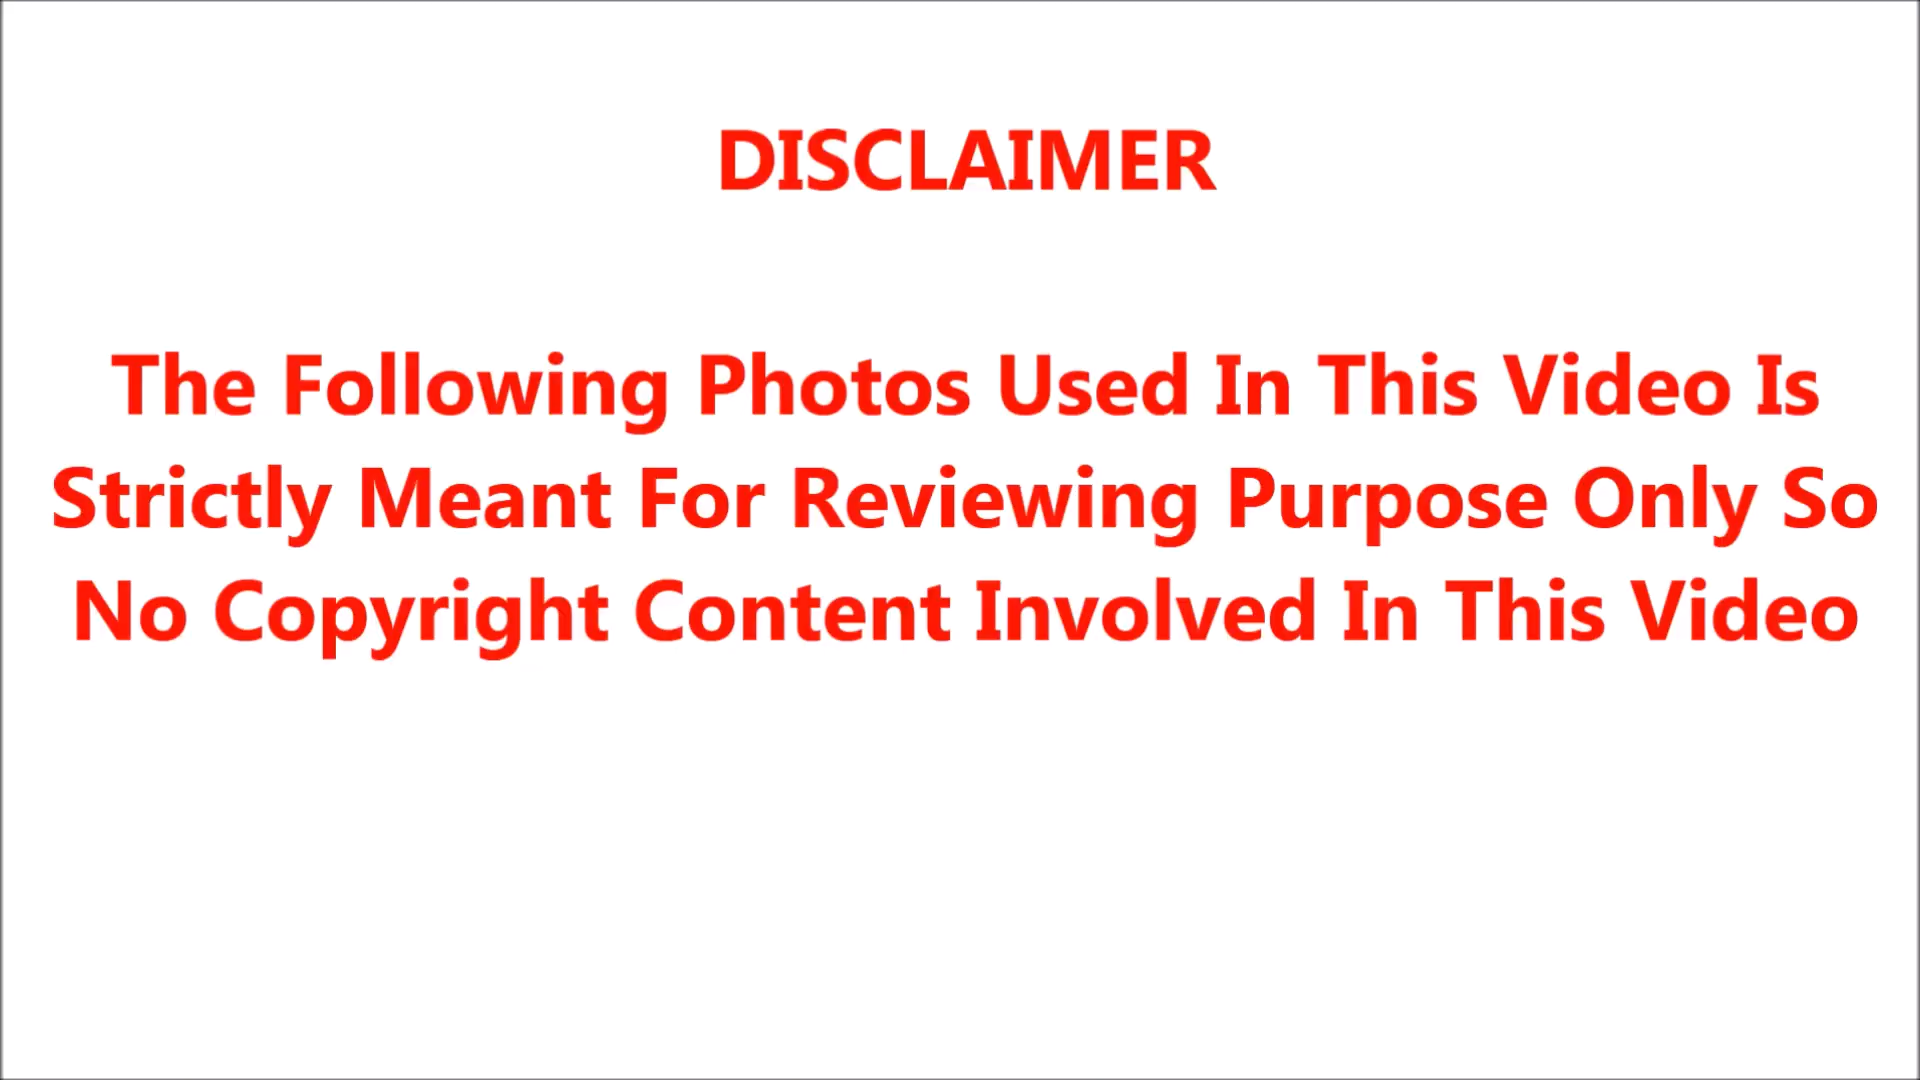 DISCLAIMER
The Following Photos Used In This Video Is
Strictly Meant For Reviewing Purpose Only So
No Copyright Content Involved In This Video